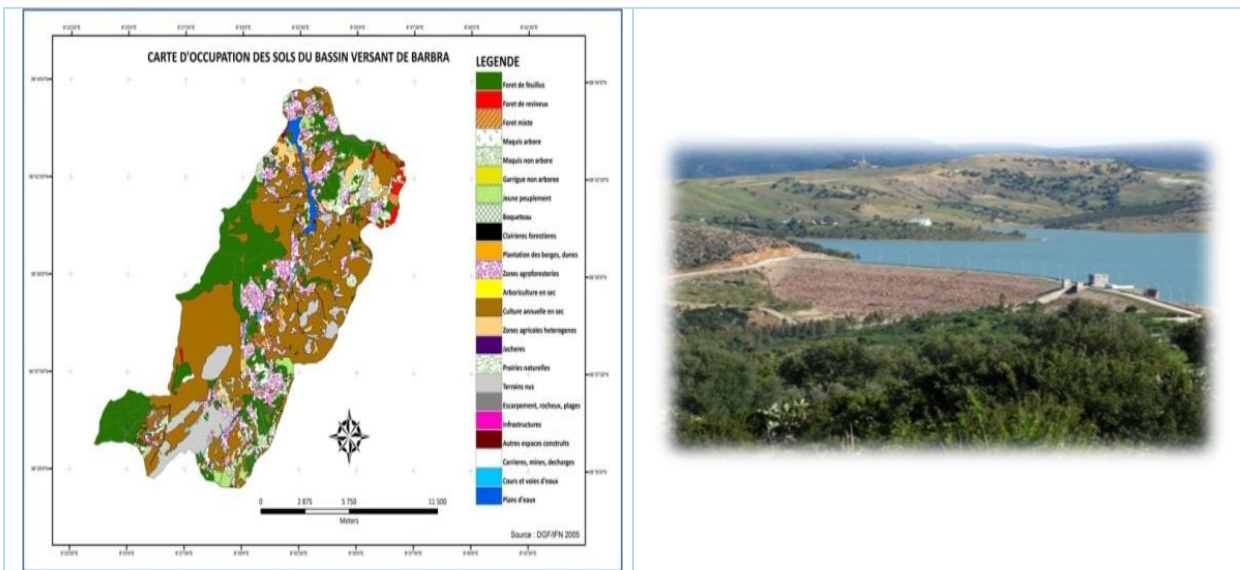 CARTE D'OCCUPATION DES SOLS DU BASSIN VERSANT DE BARBRA
LEGENDE
Foret de feuillus
Foret de resineux
Foret mixte
Maquis arbore
Maquis non arbore
Garrigue non arboree
Jeune peuplement
Boqueteau
Clairieres forestieres
Plantation des berges, dunes
Zones agroforesteries
Arboriculture en sec
Culture annuelle en sec
Zones agricoles heterogenes
Jacheres
Prairies naturelles
Terrains nus
Escarpement, rocheux, plages
Infrastructures
Autres espaces construits
Carrieres, mines, decharges
Cours et voies d'eaux
Plans d'eaux
0 2 875 5 750 11 500
Meters
Source : DGF/IFN 2005